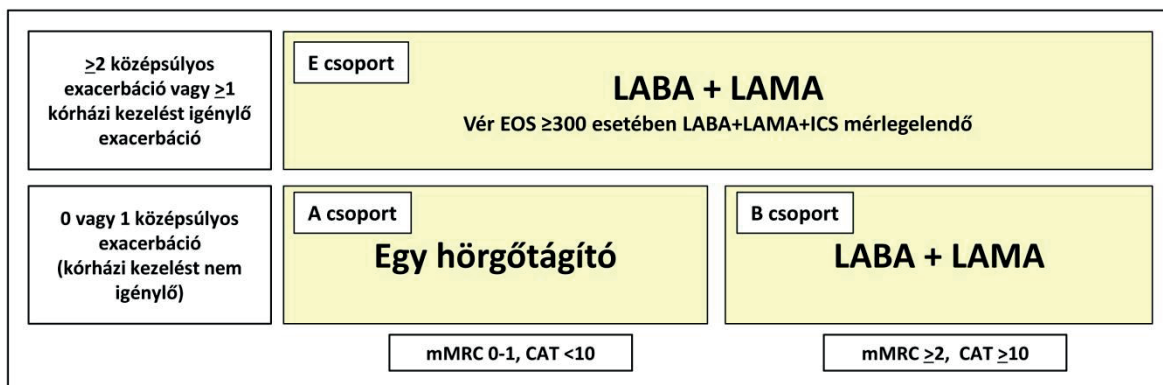 ≥2 középsúlyos
exacerbáció vagy ≥1
kórházi kezelést igénylő
exacerbáció
E csoport
LABA + LAMA
Vér EOS ≥300 esetében LABA+LAMA+ICS mérlegelendő
0 vagy 1 középsúlyos
exacerbáció
(kórházi kezelést nem
igénylő)
A csoport
Egy hörgőtágító
B csoport
LABA + LAMA
mMRC 0-1, CAT <10
mMRC ≥2, CAT ≥10